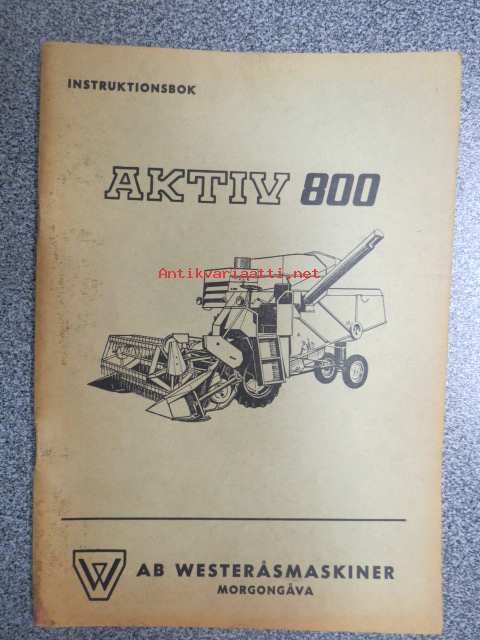 INSTRUKTIONSBOK
AKTIV 800
Antikvariaatti.net
W
AB WESTERÅSMASKINER
MORGONGÅVA